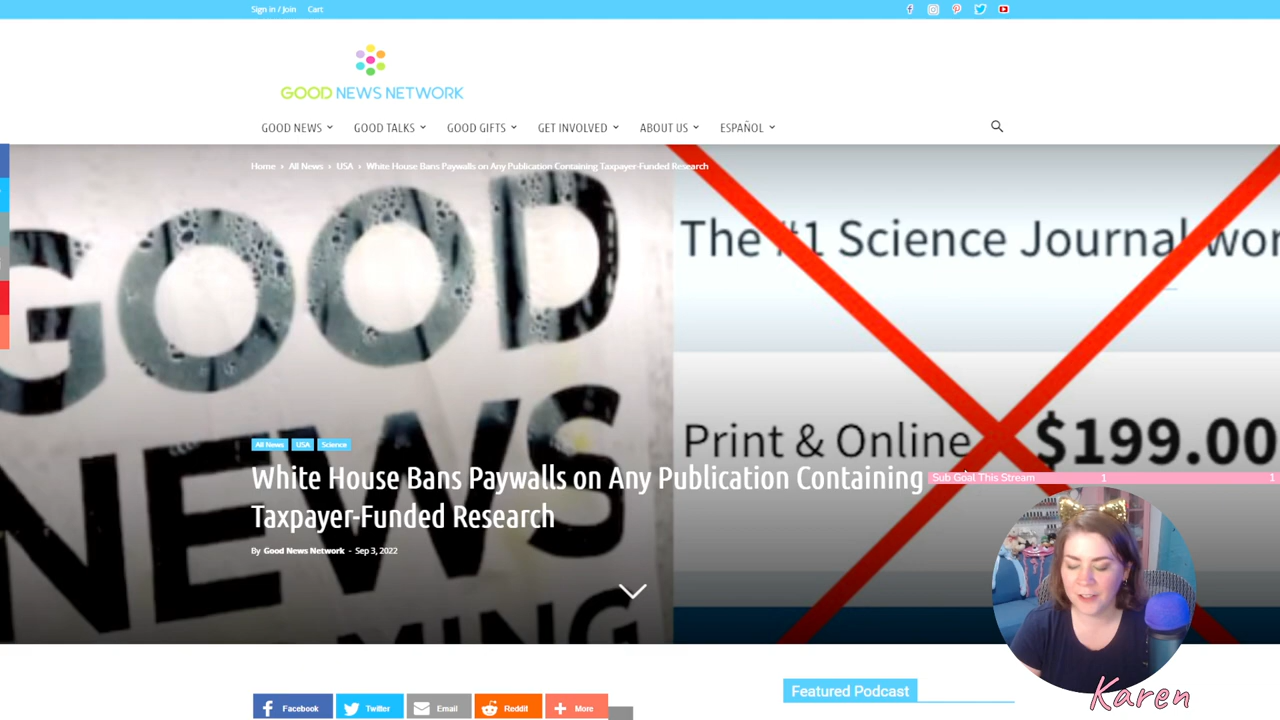 Sign in / Join Cart
GOOD NEWS NETWORK
GOOD NEWS GOOD TALKS GOOD GIFTS GET INVOLVED ABOUT US ESPAÑOL
Home › All News › USA › White House Bans Paywalls on Any Publication Containing Taxpayer-Funded Research
GOOD
NEWS
The #1 Science Journal wor
Print & Online $199.00
All News USA Science
White House Bans Paywalls on Any Publication Containing
Taxpayer-Funded Research
Sub Goal This Stream 1 1
By Good News Network - Sep 3, 2022
MING
Facebook Twitter Email Reddit More
Featured Podcast
Karen